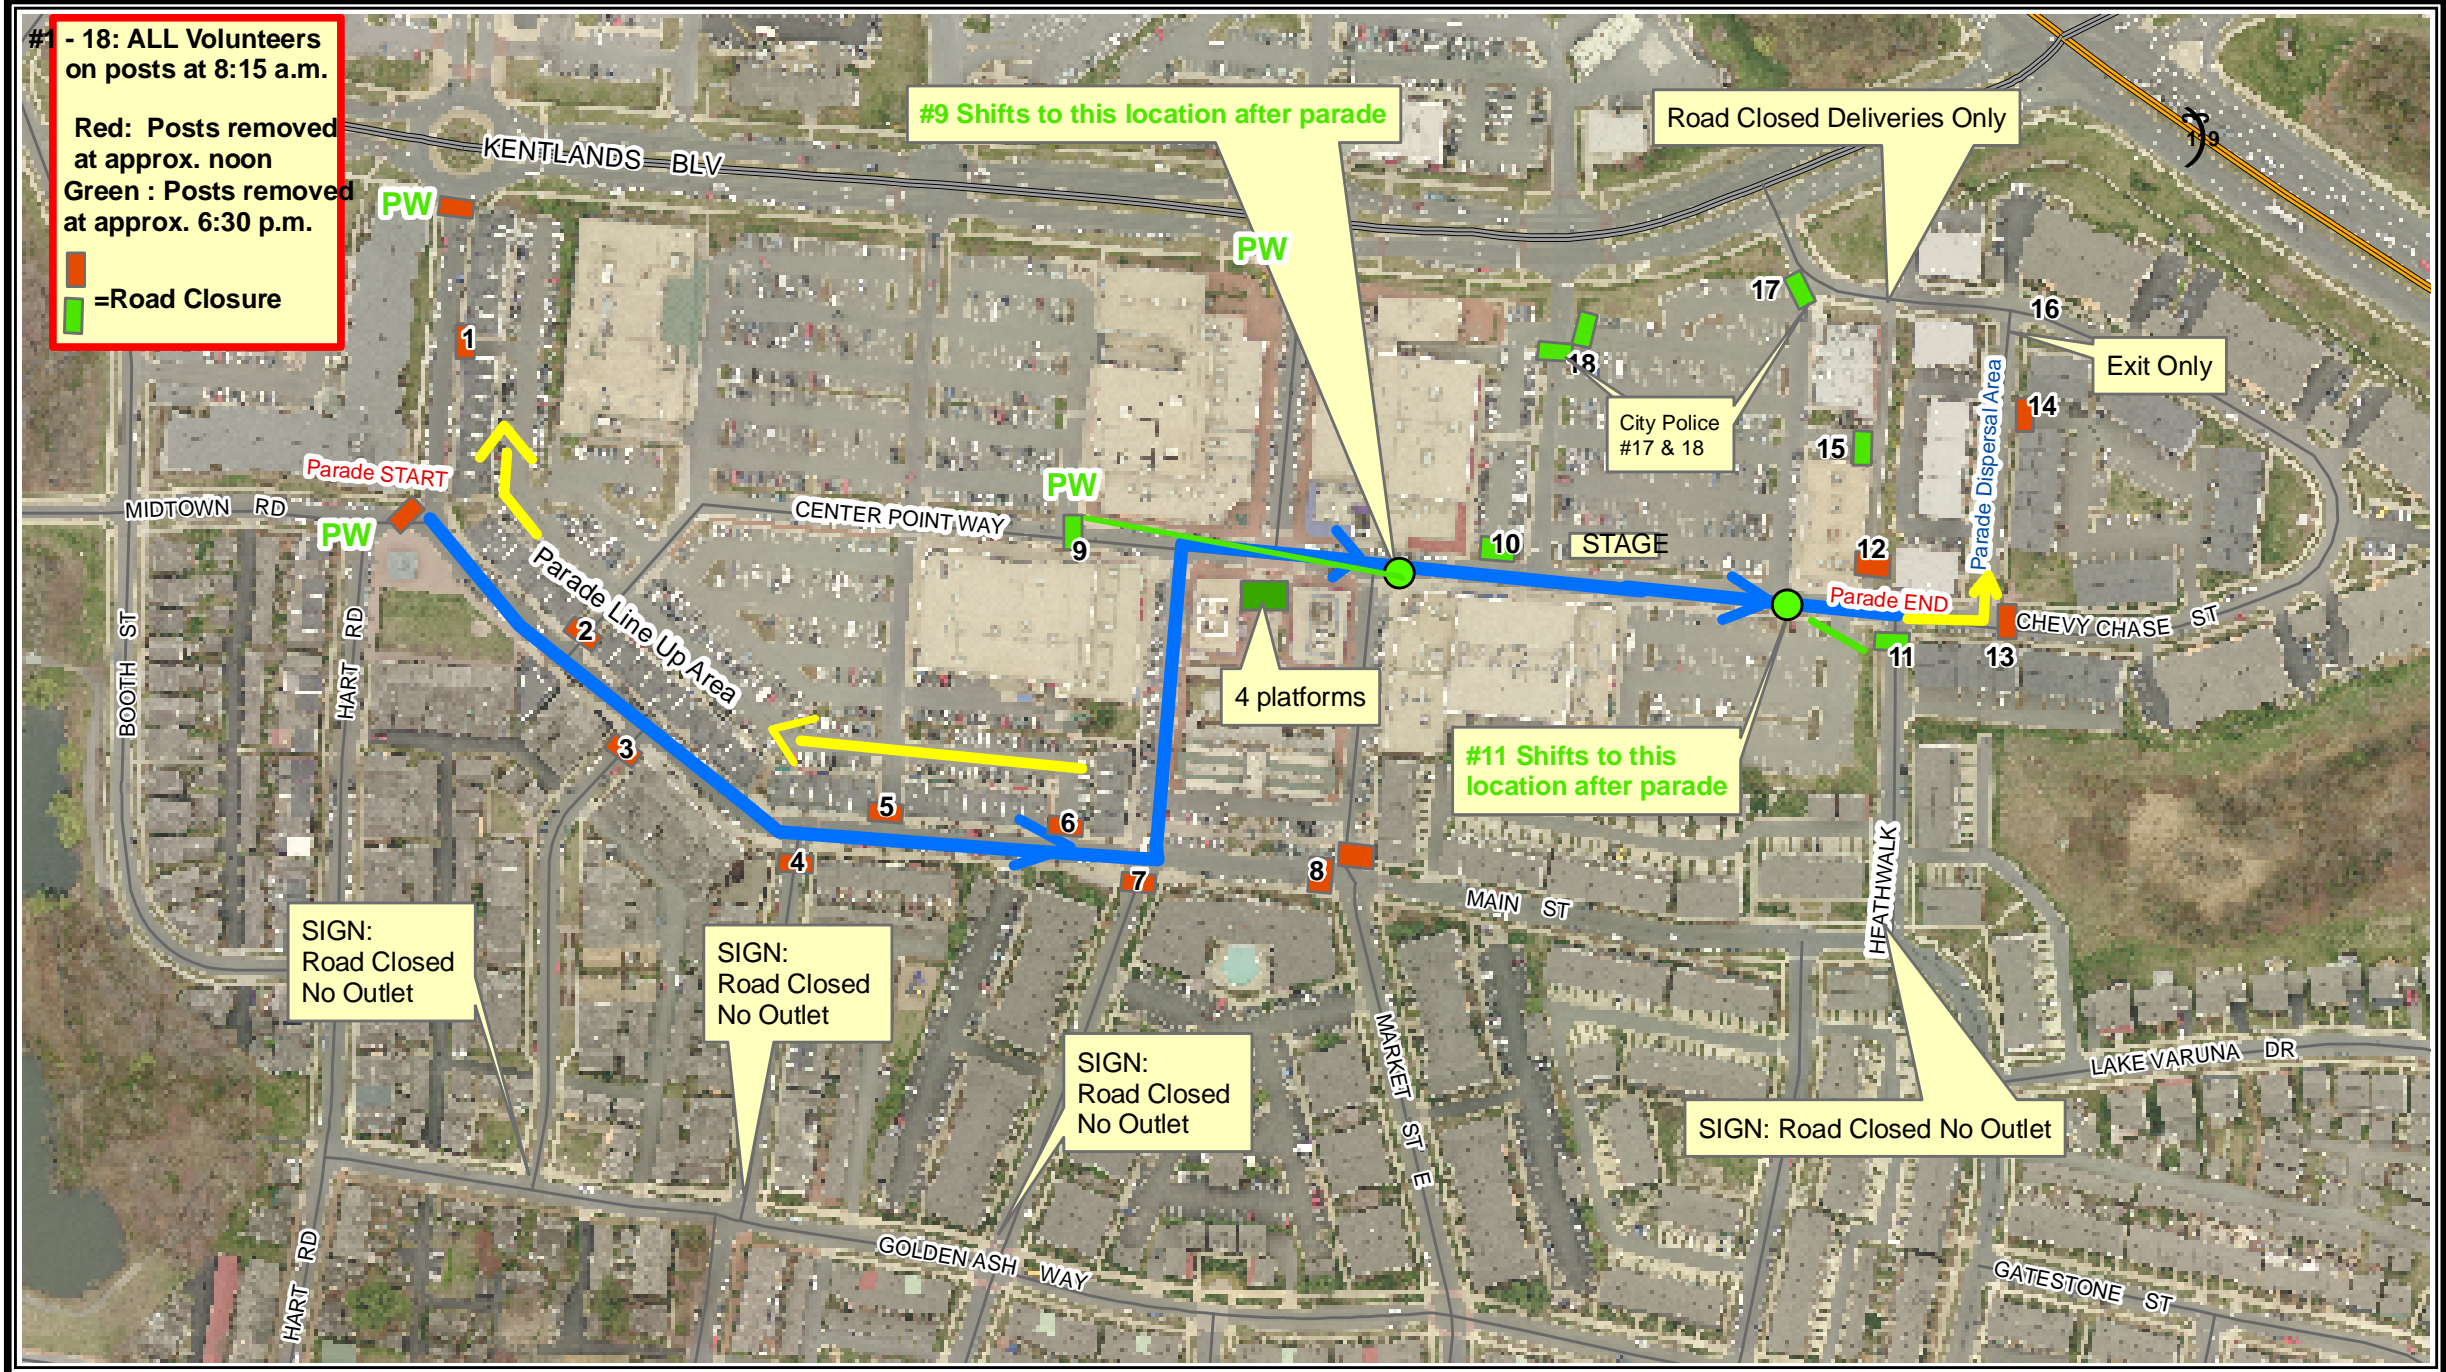 #1 - 18: ALL Volunteers
on posts at 8:15 a.m.
Red: Posts removed
at approx. noon
Green : Posts removed
at approx. 6:30 p.m.
=Road Closure
#9 Shifts to this location after parade
Road Closed Deliveries Only
119
KENTLANDS BLV
PW
PW
17
16
1
18
Exit Only
City Police
#17 & 18
Parade Dispersal Area
14
15
Parade START
MIDTOWN RD
PW
PW
CENTER POINT WAY
9
10
STAGE
12
Parade Line Up Area
Parade END
CHEVY CHASE ST
BOOTH ST
HART RD
2
11
13
4 platforms
3
#11 Shifts to this
location after parade
5
6
4
7
8
MAIN ST
HEATHWALK
SIGN:
Road Closed
No Outlet
SIGN:
Road Closed
No Outlet
SIGN:
Road Closed
No Outlet
MARKET ST E
LAKE VARUNA DR
SIGN: Road Closed No Outlet
HART RD
GOLDEN ASH WAY
GATESTONE ST